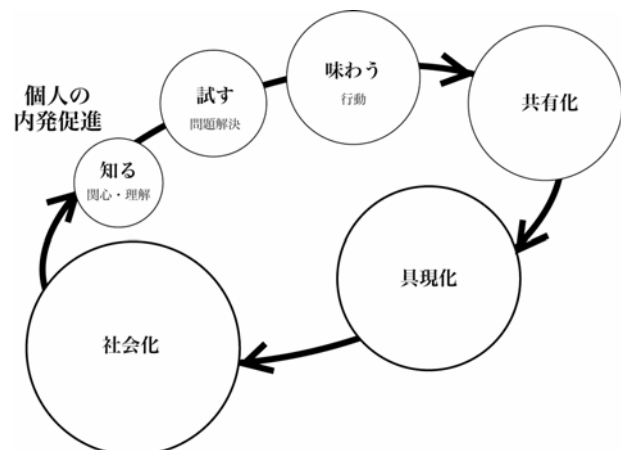 個人の
内発促進
知る
関心・理解
試す
問題解決
味わう
行動
共有化
具現化
社会化